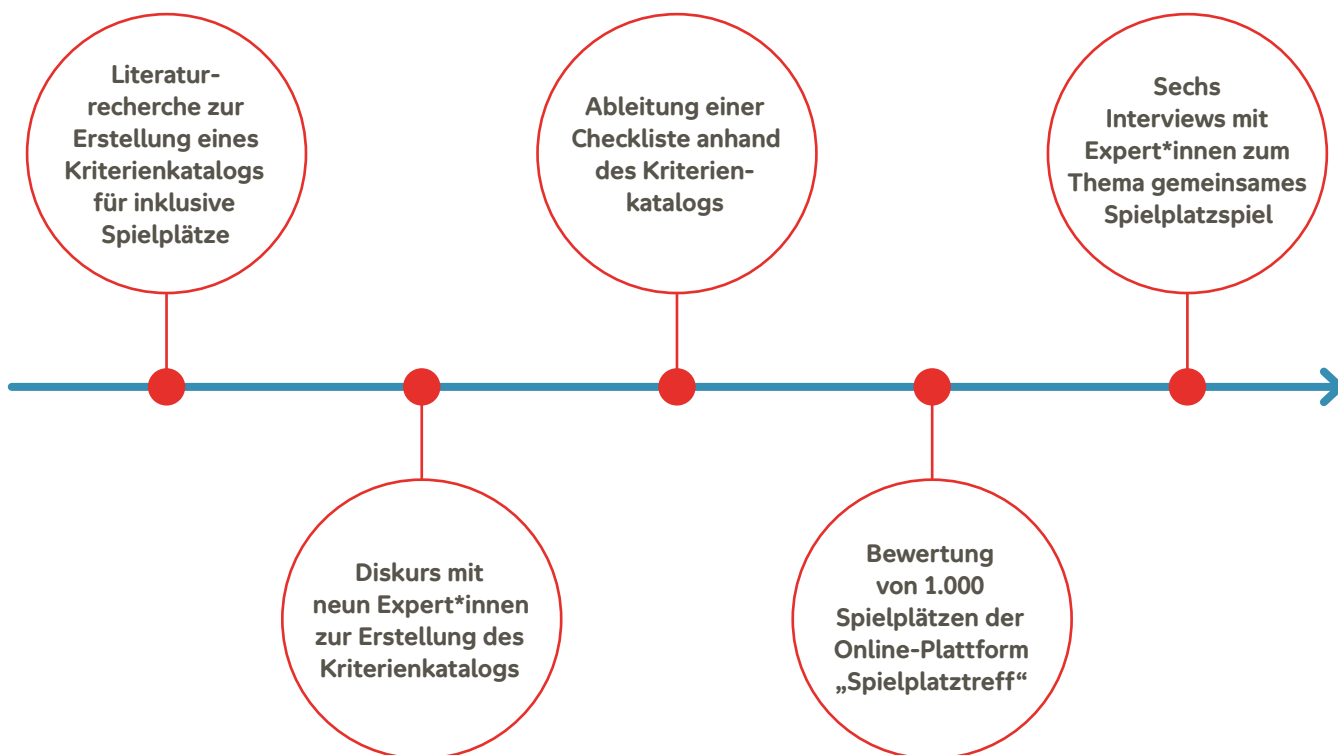 Literatur-
recherche zur
Erstellung eines
Kriterienkatalogs
für inklusive
Spielplätze
Diskurs mit
neun Expert*innen
zur Erstellung des
Kriterienkatalogs
Ableitung einer
Checkliste anhand
des Kriterien-
katalogs
Bewertung
von 1.000
Spielplätzen der
Online-Plattform
„Spielplatztreff“
Sechs
Interviews mit
Expert*innen zum
Thema gemeinsames
Spielplatzspiel